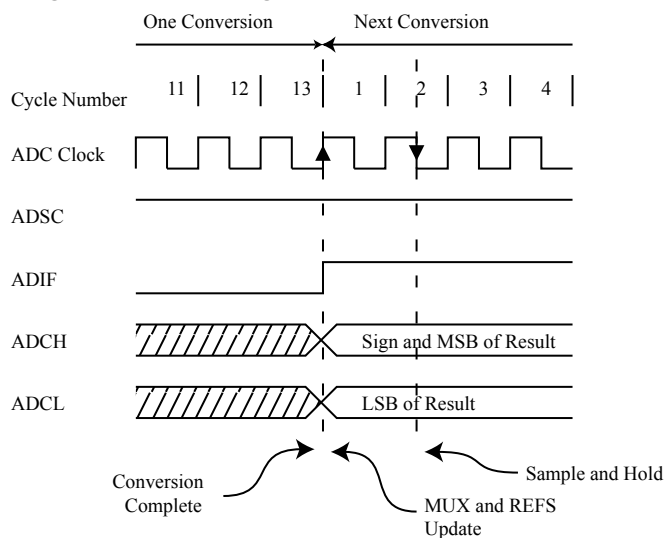 One Conversion Next Conversion
Cycle Number 11 12 13 1 2 3 4
ADC Clock
ADSC
ADIF
ADCH Sign and MSB of Result
ADCL LSB of Result
Conversion
Complete
MUX and REFS
Update
Sample and Hold